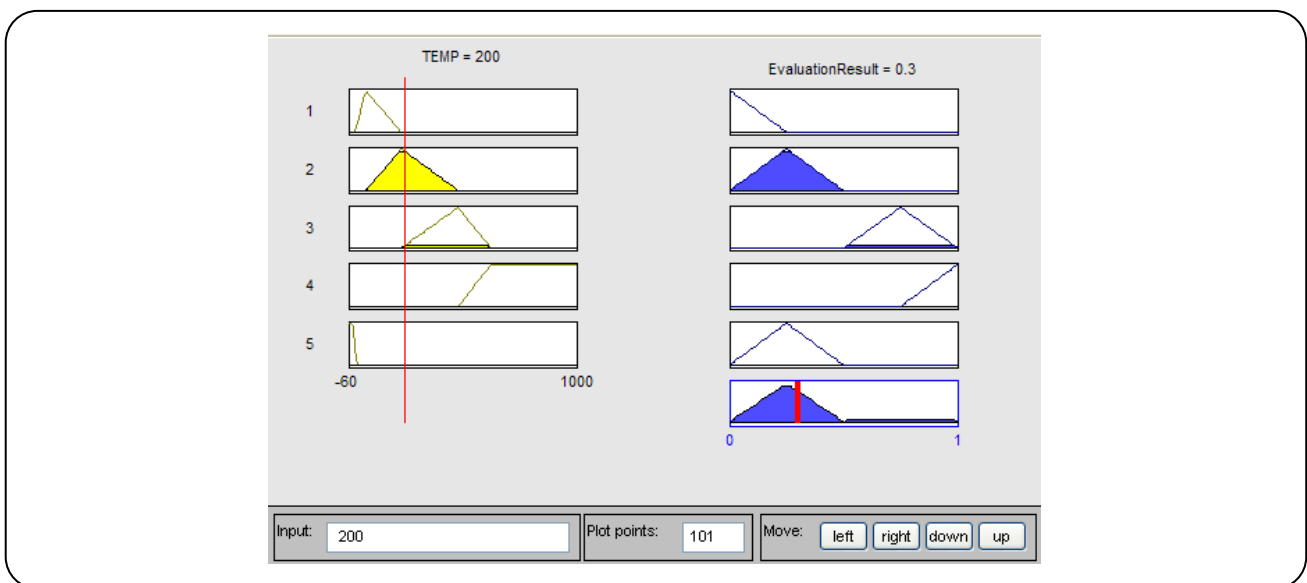 TEMP = 200
EvaluationResult = 0.3
1
2
3
4
5
-60 1000
0 1
Input: 200 Plot points: 101 Move: left right down up